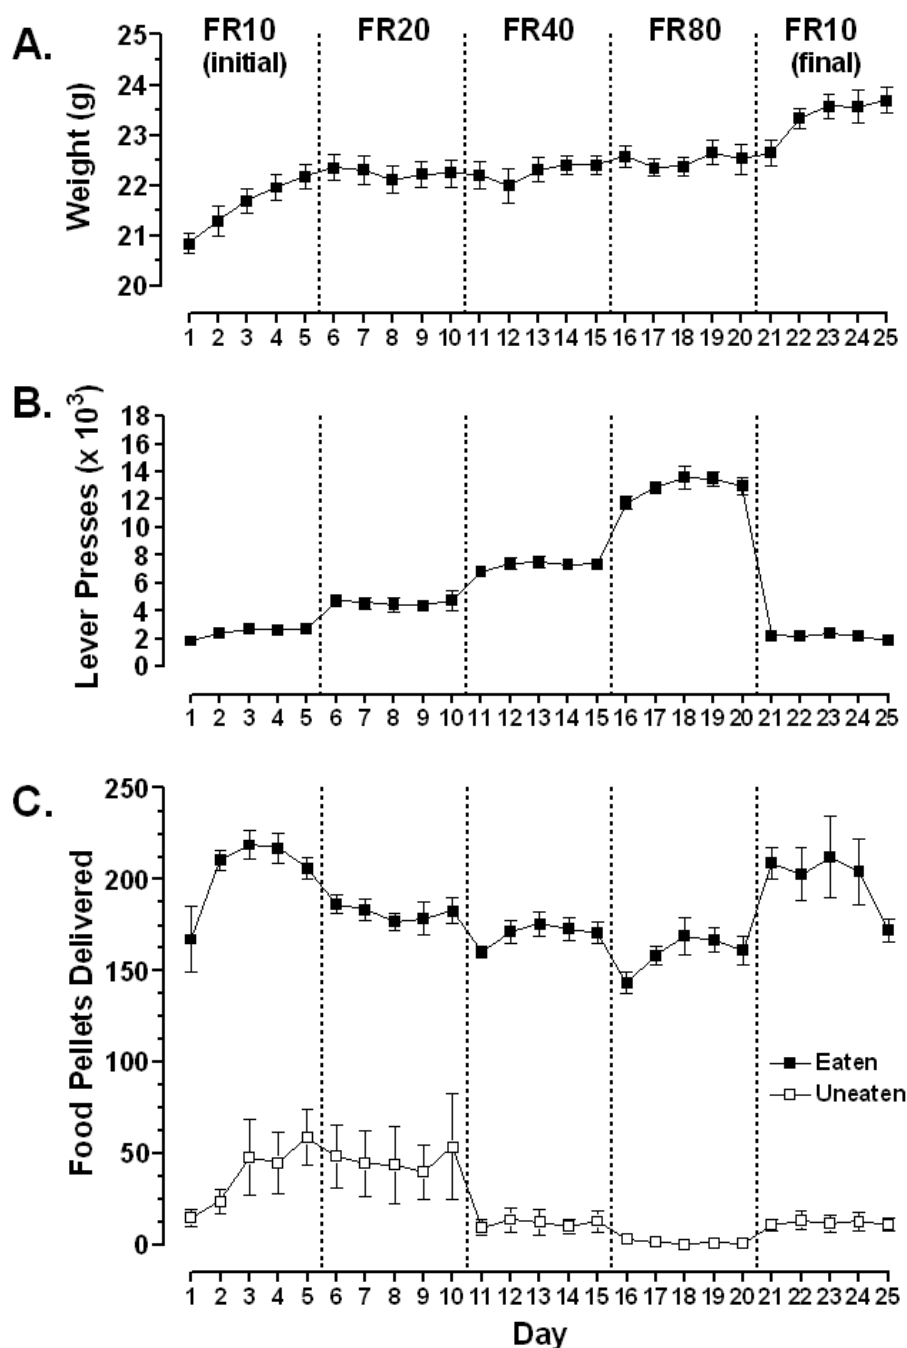 A.
FR10 (initial)
FR20
FR40
FR80
FR10 (final)
Weight (g)
25
24
23
22
21
20
1 2 3 4 5 6 7 8 9 10 11 12 13 14 15 16 17 18 19 20 21 22 23 24 25
B.
Lever Presses (x 10³)
18
16
14
12
10
8
6
4
2
0
1 2 3 4 5 6 7 8 9 10 11 12 13 14 15 16 17 18 19 20 21 22 23 24 25
C.
Food Pellets Delivered
250
200
150
100
50
0
Eaten
Uneaten
1 2 3 4 5 6 7 8 9 10 11 12 13 14 15 16 17 18 19 20 21 22 23 24 25
Day